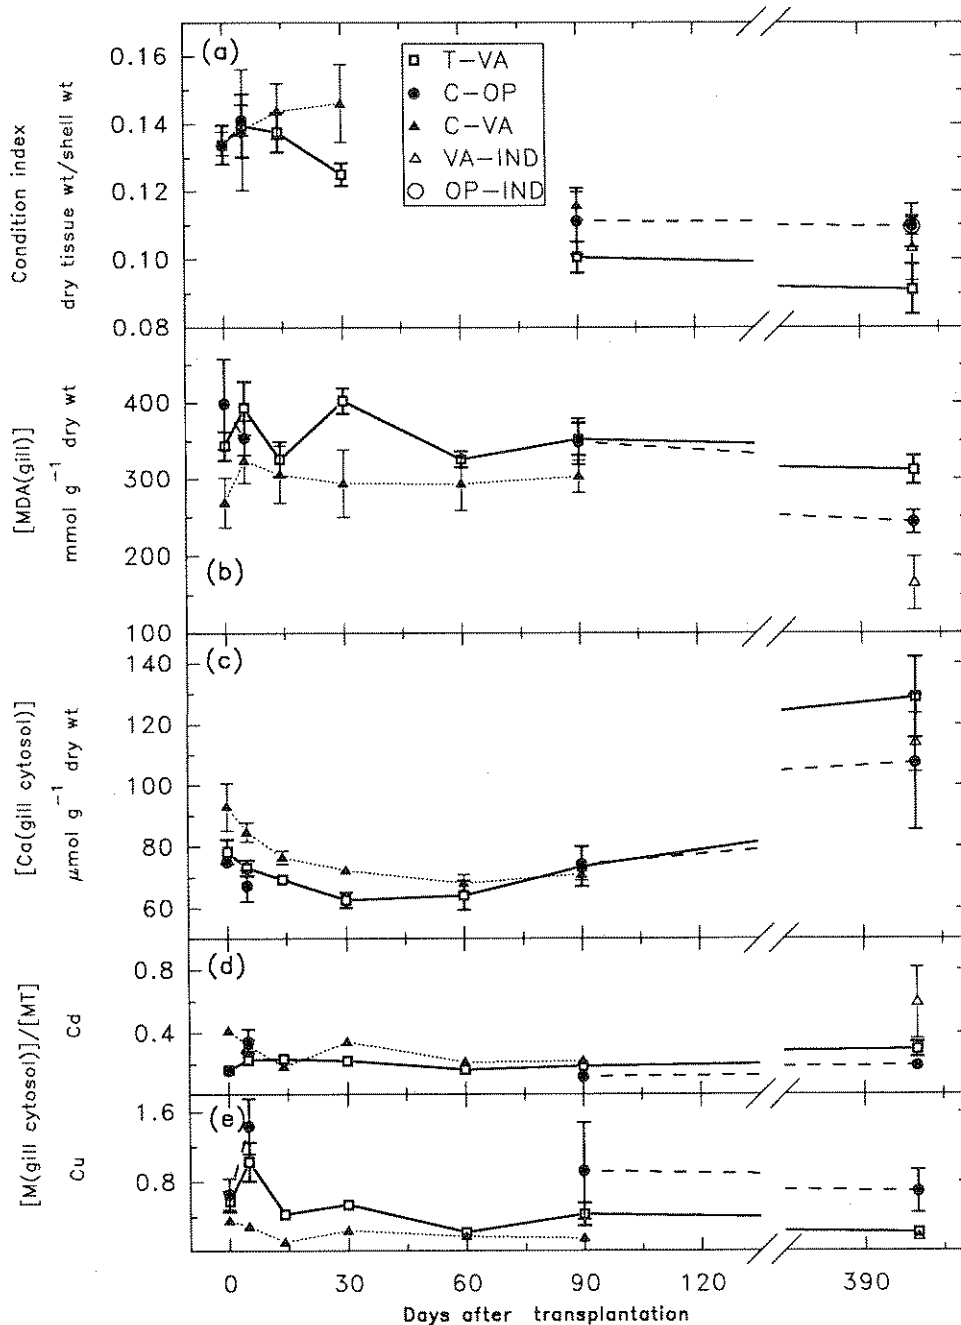 (a)
0.16
0.14
0.12
0.10
0.08
Condition index
dry tissue wt/shell wt
T-VA
C-OP
C-VA
VA-IND
OP-IND
(b)
400
300
200
100
[MDA(gill)]
mmol g⁻¹ dry wt
(c)
140
120
100
80
60
[Ca(gill cytosol)]
μmol g⁻¹ dry wt
(d)
0.8
0.4
[M(gill cytosol)]/[MT]
Cd
(e)
1.6
0.8
Cu
0 30 60 90 120 390
Days after transplantation